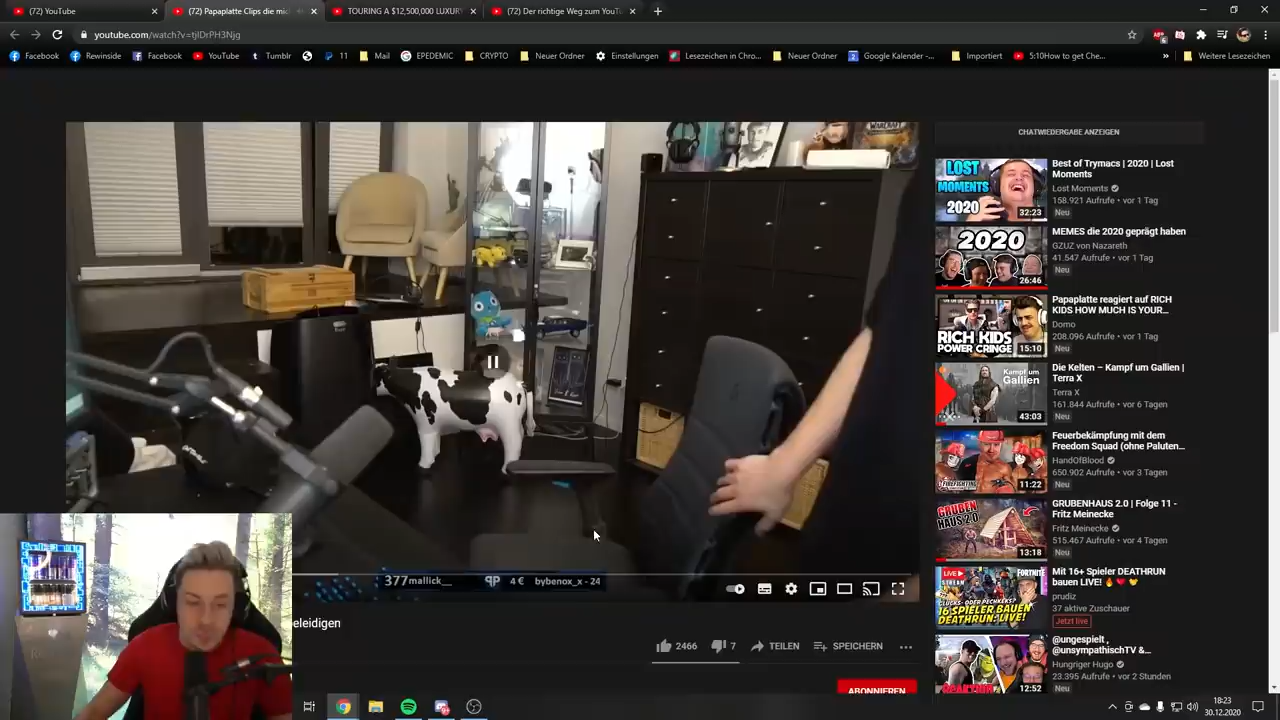 (72) YouTube
(72) Papaplatte Clips die mic
TOURING A $12,500,000 LUXUR
(72) Der richtige Weg zum YouTu
youtube.com/watch?v=tjlDrPH3Njg
Facebook
Rewinside
Facebook
YouTube
Tumblr
11
Mail
EPEDEMIC
CRYPTO
Neuer Ordner
Einstellungen
Lesezeichen in Chro...
Neuer Ordner
Google Kalender -...
Importiert
5:10How to get Che...
»
Weitere Lesezeichen
CHATWIEDERGABE ANZEIGEN
LOST
MOMENTS
2020
32:23
Best of Trymacs | 2020 | Lost
Moments
Lost Moments
158.921 Aufrufe • vor 1 Tag
Neu
2020
26:46
MEMES die 2020 geprägt haben
GZUZ von Nazareth
41.547 Aufrufe • vor 1 Tag
Neu
RICH KIDS
POWER CRINGE
15:10
Papaplatte reagiert auf RICH
KIDS HOW MUCH IS YOUR...
Domo
208.096 Aufrufe • vor 1 Tag
Neu
Kampf um
Gallien
43:03
Die Kelten – Kampf um Gallien |
Terra X
Terra X
161.844 Aufrufe • vor 6 Tagen
Neu
FIREFIGHTING
11:22
Feuerbekämpfung mit dem
Freedom Squad (ohne Paluten...
HandOfBlood
650.902 Aufrufe • vor 3 Tagen
Neu
GRUBEN
HAUS 2.0
13:18
GRUBENHAUS 2.0 | Folge 11 -
Fritz Meinecke
Fritz Meinecke
515.467 Aufrufe • vor 4 Tagen
Neu
LIVE
STREAM
FORTNITE
16 SPIELER BAUEN
DEATHRUN: LIVE!
Mit 16+ Spieler DEATHRUN
bauen LIVE!
prudiz
37 aktive Zuschauer
Jetzt live
REAKTION
12:52
@ungespielt ,
@unsympathischTV &...
Hungriger Hugo
23.395 Aufrufe • vor 2 Stunden
Neu
377 mallick__
4 €
bybenox_x - 24
eleidigen
2466
7
TEILEN
SPEICHERN
ABONNIEREN
18:23
30.12.2020